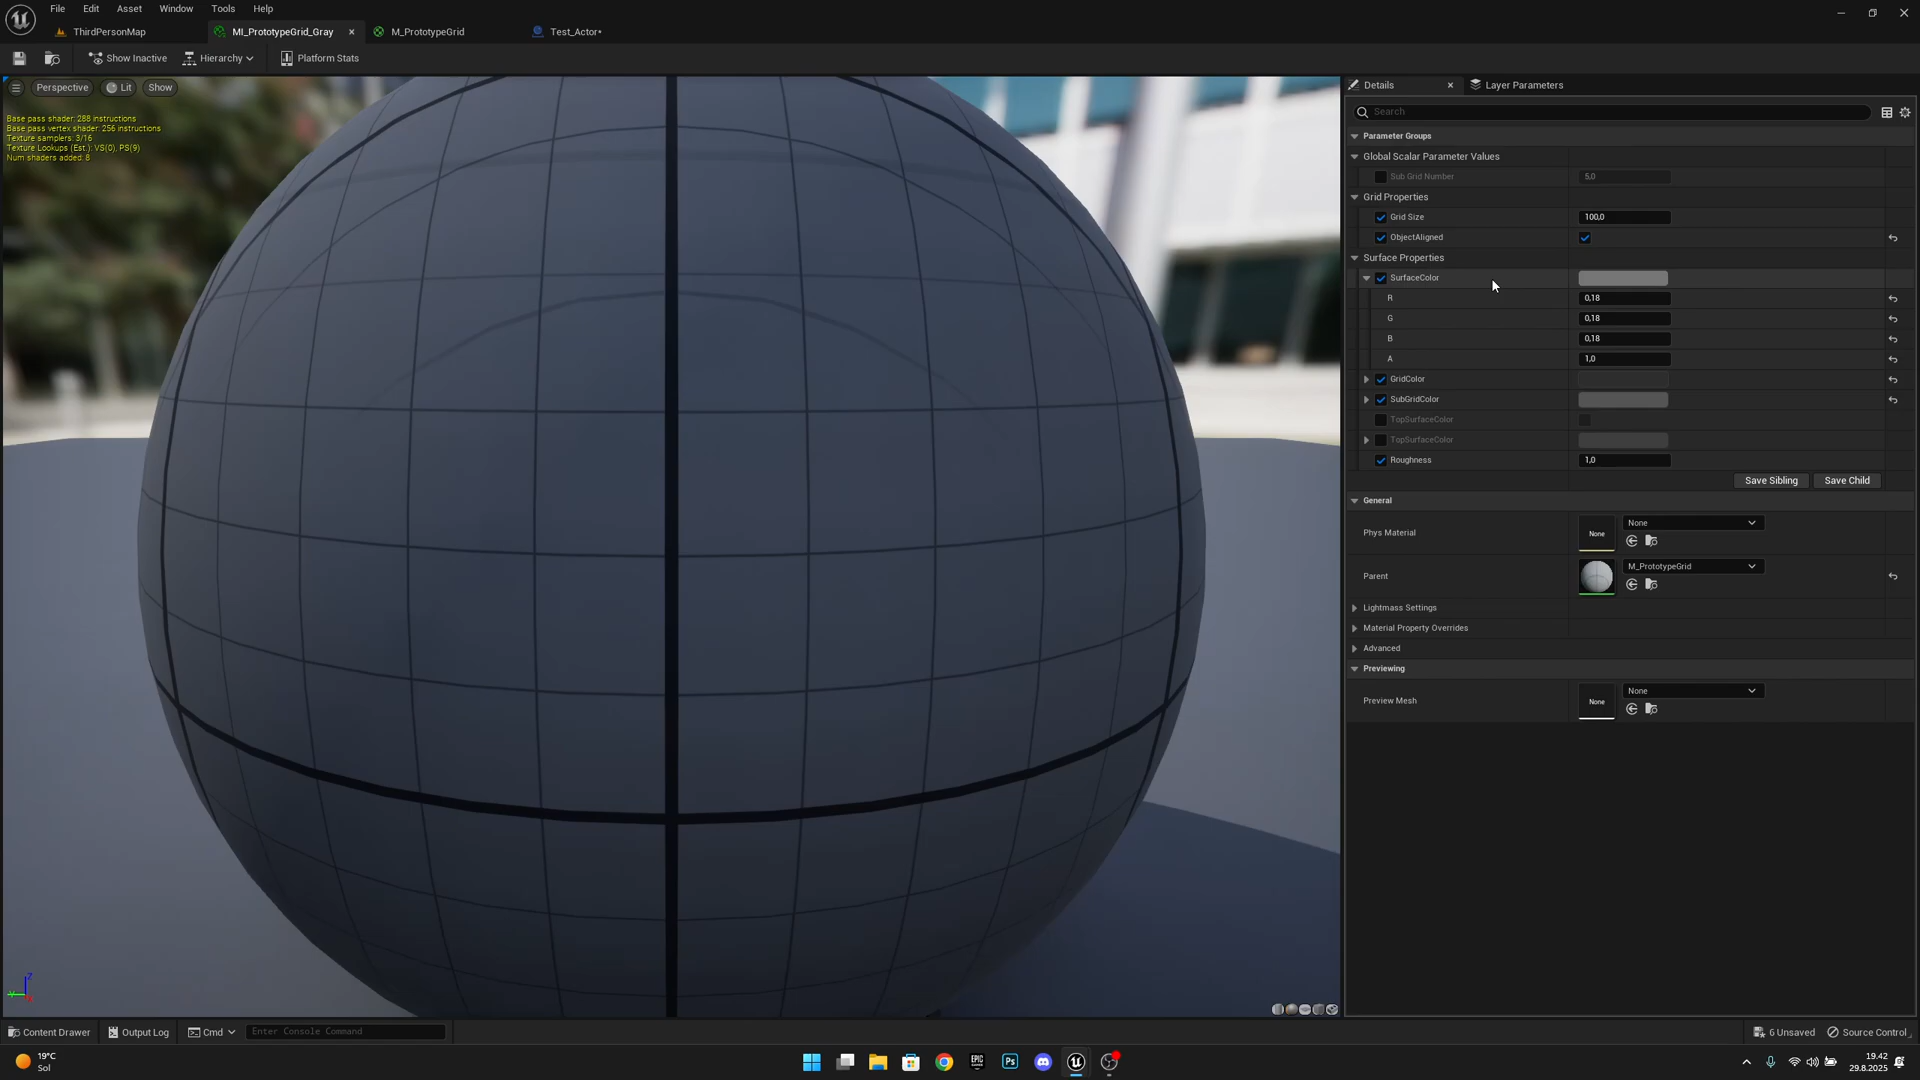 File Edit Asset Window Tools Help
ThirdPersonMap MI_PrototypeGrid_Gray M_PrototypeGrid Test_Actor*
Show Inactive Hierarchy Platform Stats
Perspective Lit Show
Base pass shader: 288 instructions
Base pass vertex shader: 256 instructions
Texture samplers: 3/16
Texture Lookups (Est.): VS(0), PS(9)
Num shaders added: 8
Details Layer Parameters
Search
Parameter Groups
Global Scalar Parameter Values
Sub Grid Number 5,0
Grid Properties
Grid Size 100,0
ObjectAligned
Surface Properties
SurfaceColor
R 0,18
G 0,18
B 0,18
A 1,0
GridColor
SubGridColor
TopSurfaceColor
TopSurfaceColor
Roughness 1,0
Save Sibling Save Child
General
Phys Material None None
Parent M_PrototypeGrid
Lightmass Settings
Material Property Overrides
Advanced
Previewing
Preview Mesh None None
Z
Y
X
Content Drawer Output Log Cmd Enter Console Command 6 Unsaved Source Control
19°C
Sol
EPIC
Ps
19.42
29.8.2025